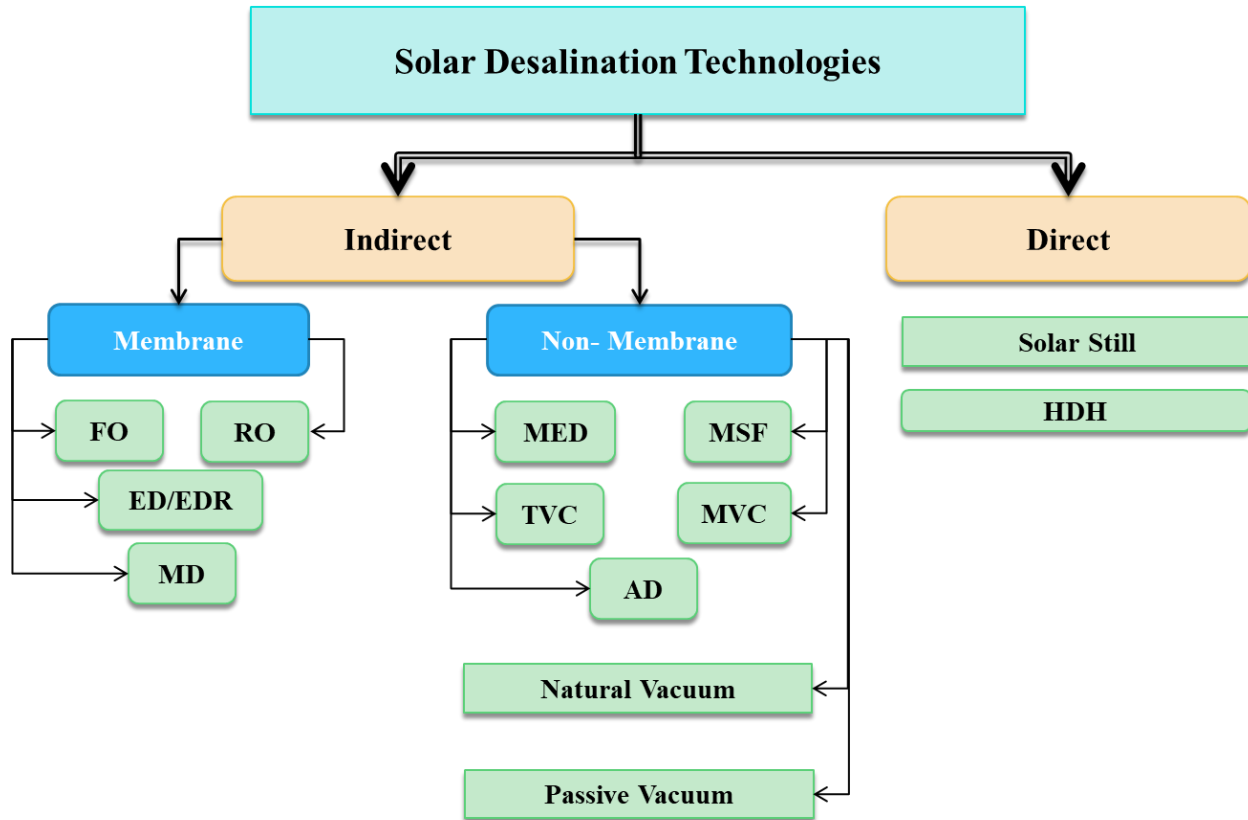 Solar Desalination Technologies
Indirect
Direct
Membrane
Non- Membrane
Solar Still
HDH
FO
RO
MED
MSF
ED/EDR
TVC
MVC
MD
AD
Natural Vacuum
Passive Vacuum